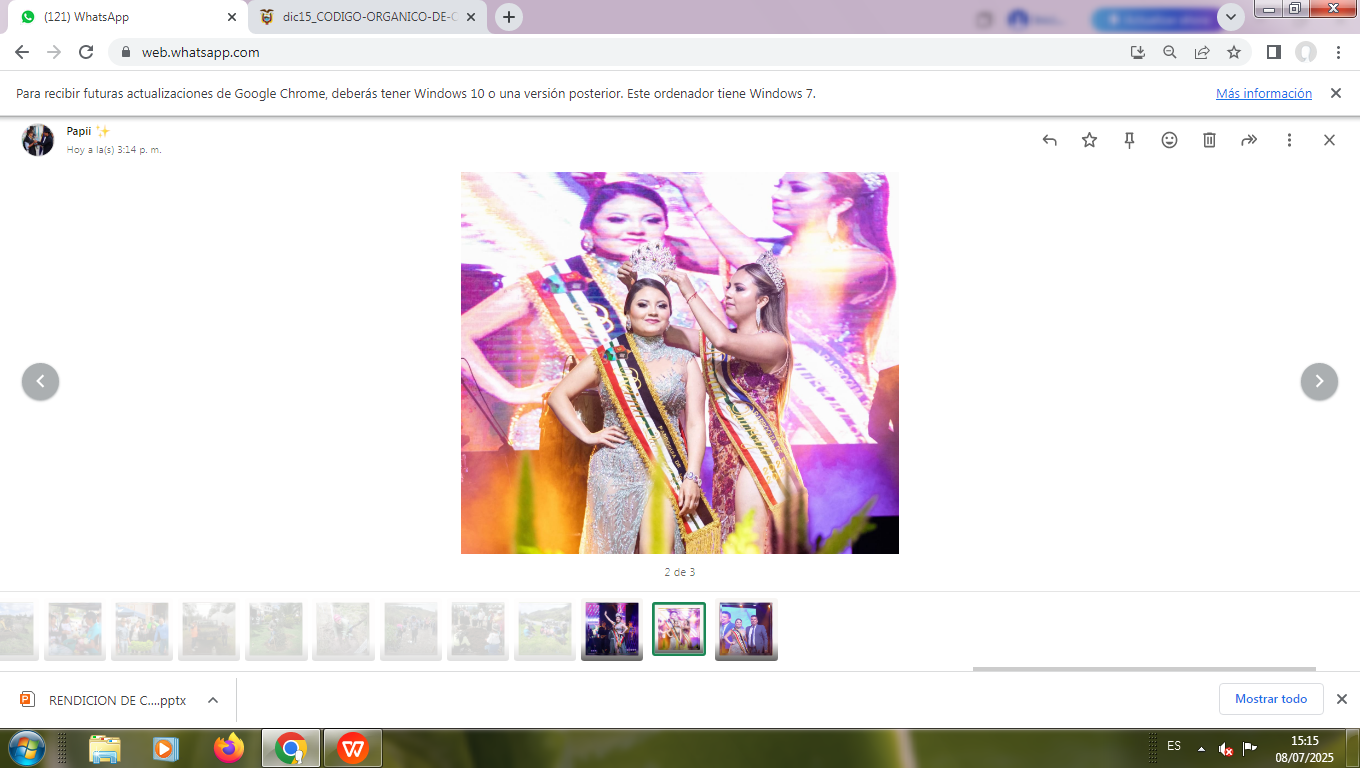 (121) WhatsApp
dic15_CODIGO-ORGANICO-DE-C
web.whatsapp.com
Para recibir futuras actualizaciones de Google Chrome, deberás tener Windows 10 o una versión posterior. Este ordenador tiene Windows 7.
Más información
Papii ✨
Hoy a la(s) 3:14 p. m.
2 de 3
RENDICION DE C....pptx
Mostrar todo
ES
15:15
08/07/2025